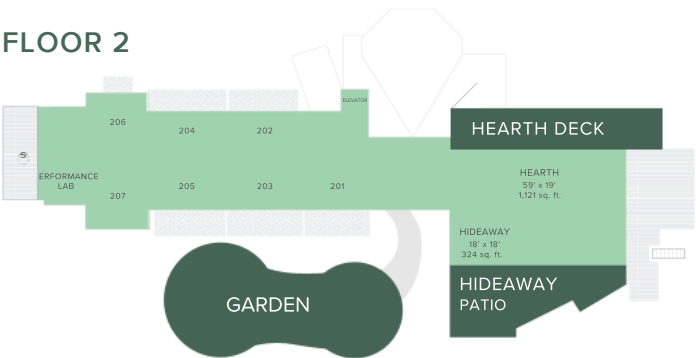 FLOOR 2
ELEVATOR
HEARTH DECK
206
204
202
ERFORMANCE
LAB
207
205
203
201
HEARTH
59' x 19'
1,121 sq. ft.
HIDEAWAY
18' x 18'
324 sq. ft.
HIDEAWAY
PATIO
GARDEN